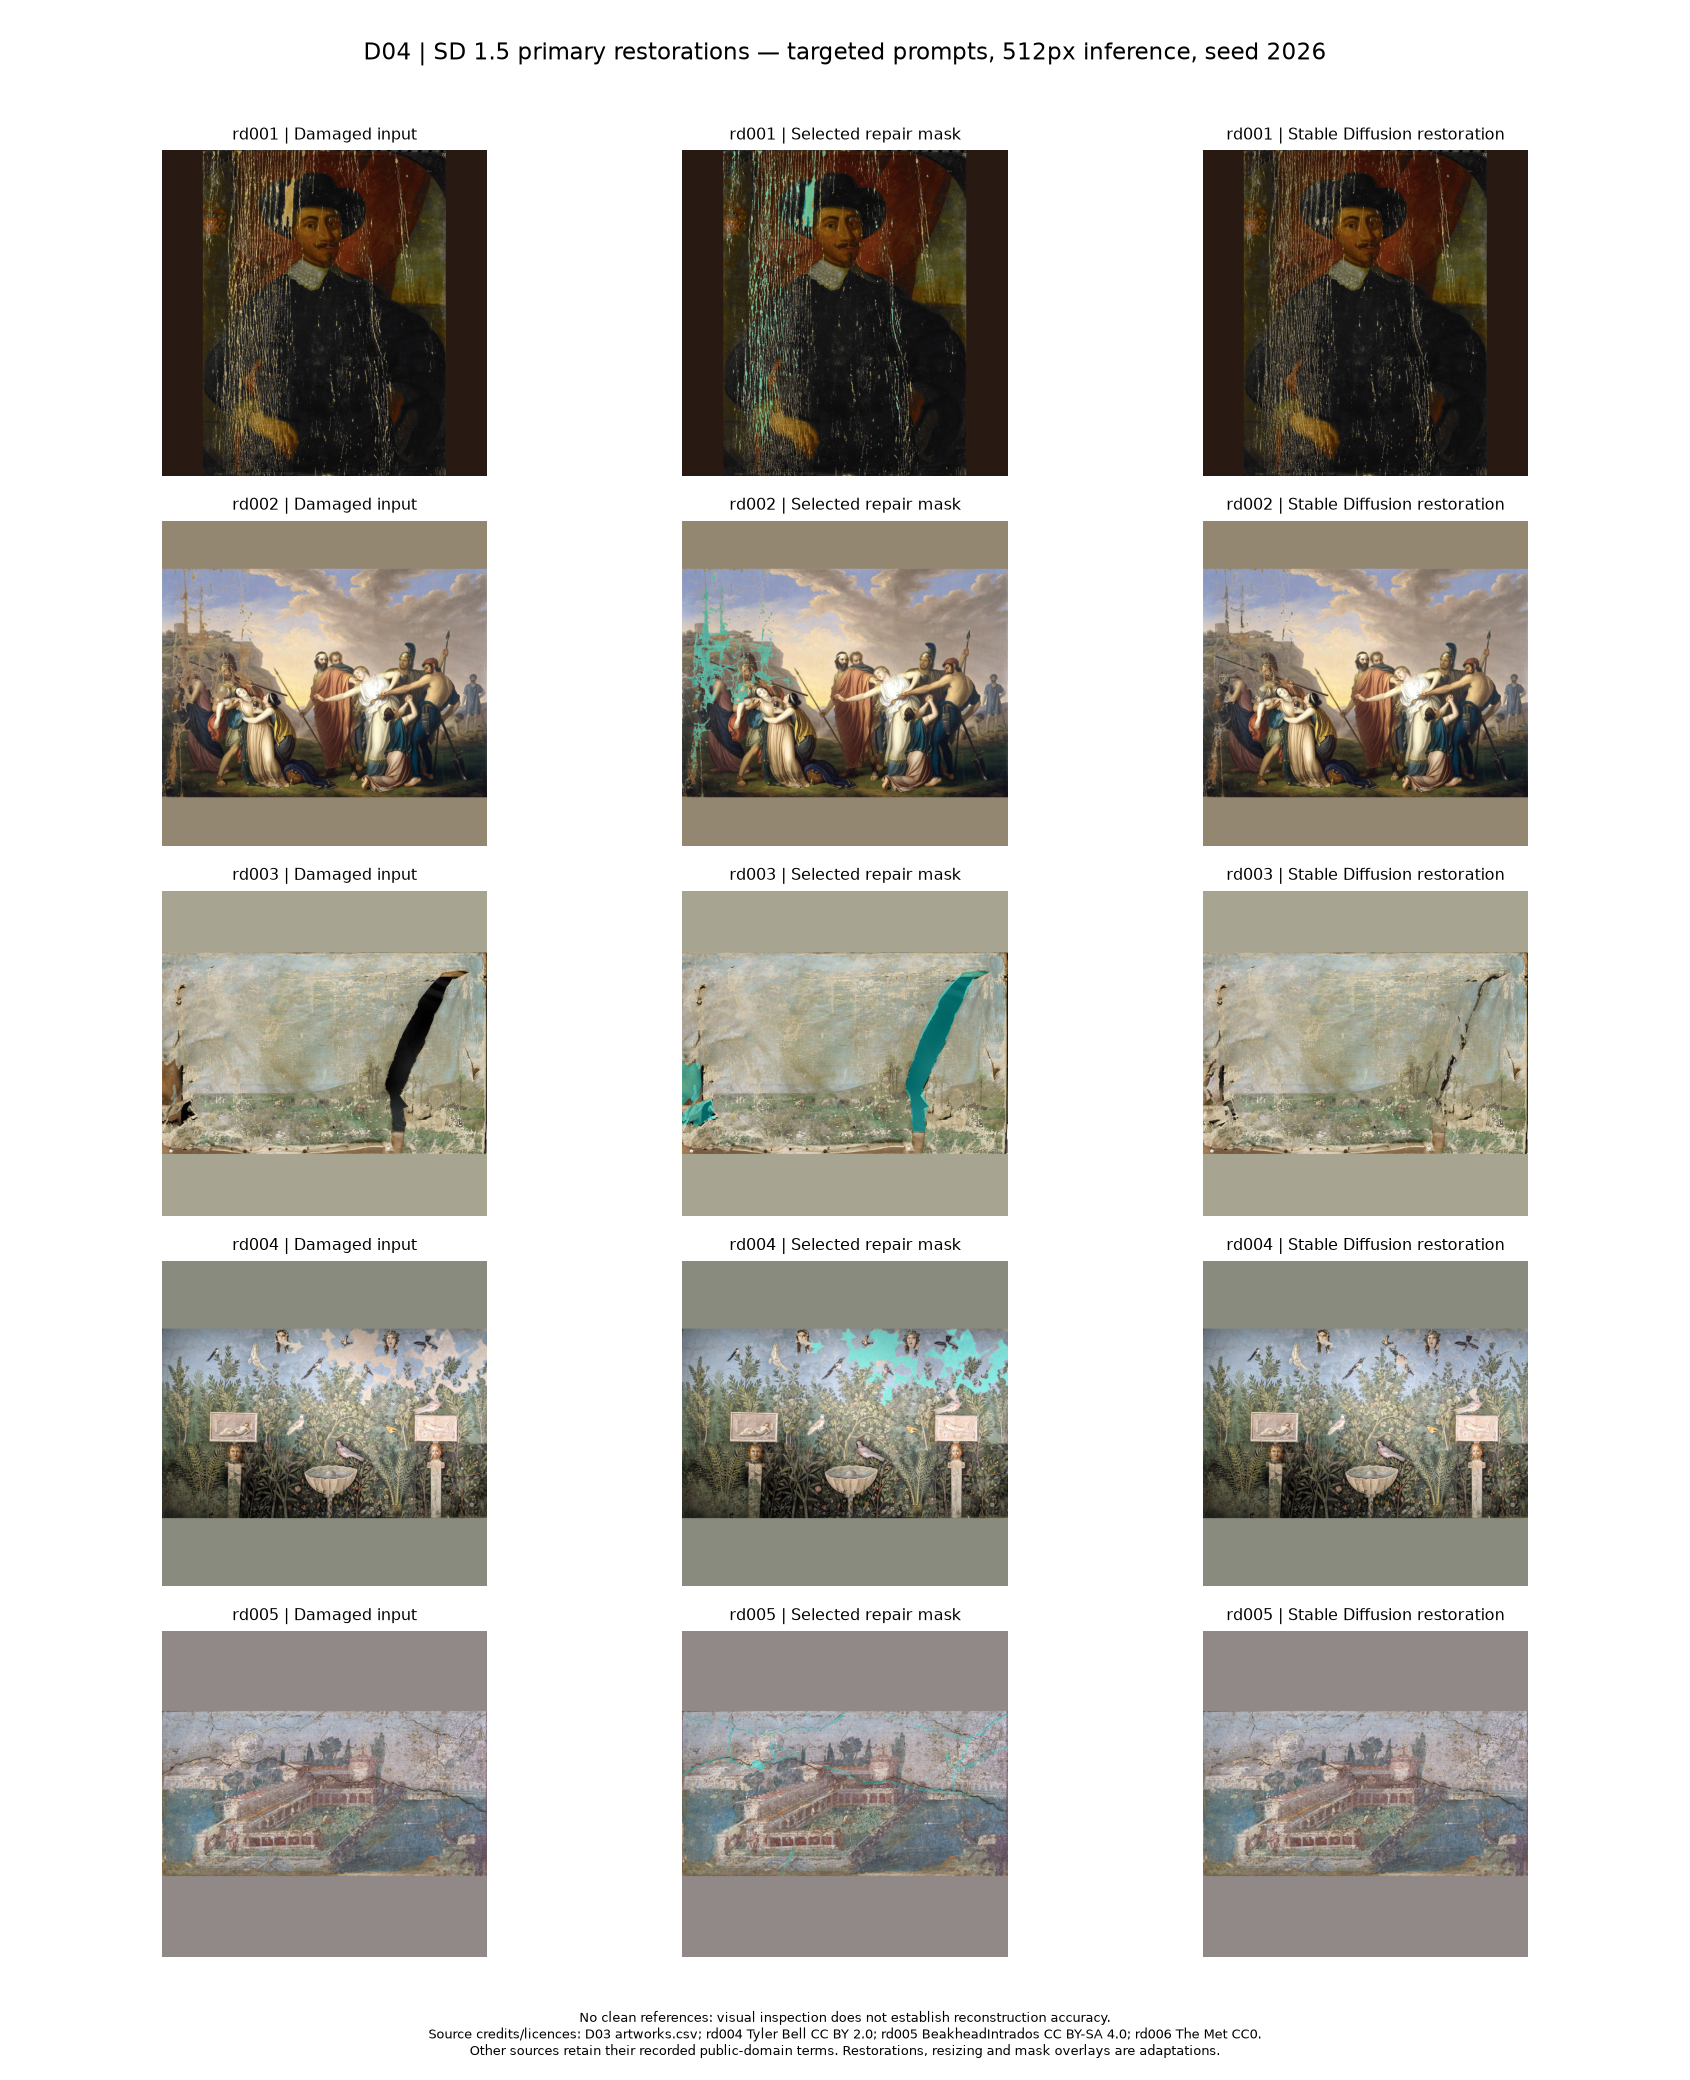 D04 | SD 1.5 primary restorations — targeted prompts, 512px inference, seed 2026
rd001 | Damaged input
rd001 | Selected repair mask
rd001 | Stable Diffusion restoration
rd002 | Damaged input
rd002 | Selected repair mask
rd002 | Stable Diffusion restoration
rd003 | Damaged input
rd003 | Selected repair mask
rd003 | Stable Diffusion restoration
rd004 | Damaged input
rd004 | Selected repair mask
rd004 | Stable Diffusion restoration
rd005 | Damaged input
rd005 | Selected repair mask
rd005 | Stable Diffusion restoration
No clean references: visual inspection does not establish reconstruction accuracy.
Source credits/licences: D03 artworks.csv; rd004 Tyler Bell CC BY 2.0; rd005 BeakheadIntrados CC BY-SA 4.0; rd006 The Met CC0.
Other sources retain their recorded public-domain terms. Restorations, resizing and mask overlays are adaptations.